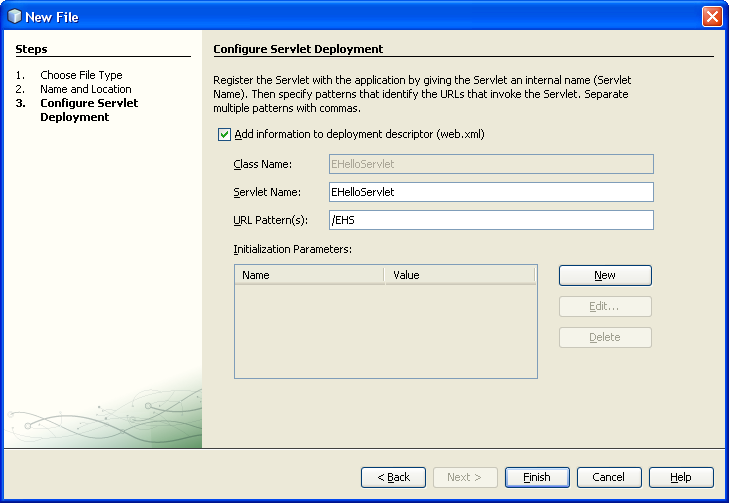 New File
Steps
1. Choose File Type
2. Name and Location
3. Configure Servlet
Deployment
Configure Servlet Deployment
Register the Servlet with the application by giving the Servlet an internal name (Servlet
Name). Then specify patterns that identify the URLs that invoke the Servlet. Separate
multiple patterns with commas.
Add information to deployment descriptor (web.xml)
Class Name: EHelloServlet
Servlet Name: EHelloServlet
URL Pattern(s): /EHS
Initialization Parameters:
Name Value
New
Edit...
Delete
< Back Next > Finish Cancel Help